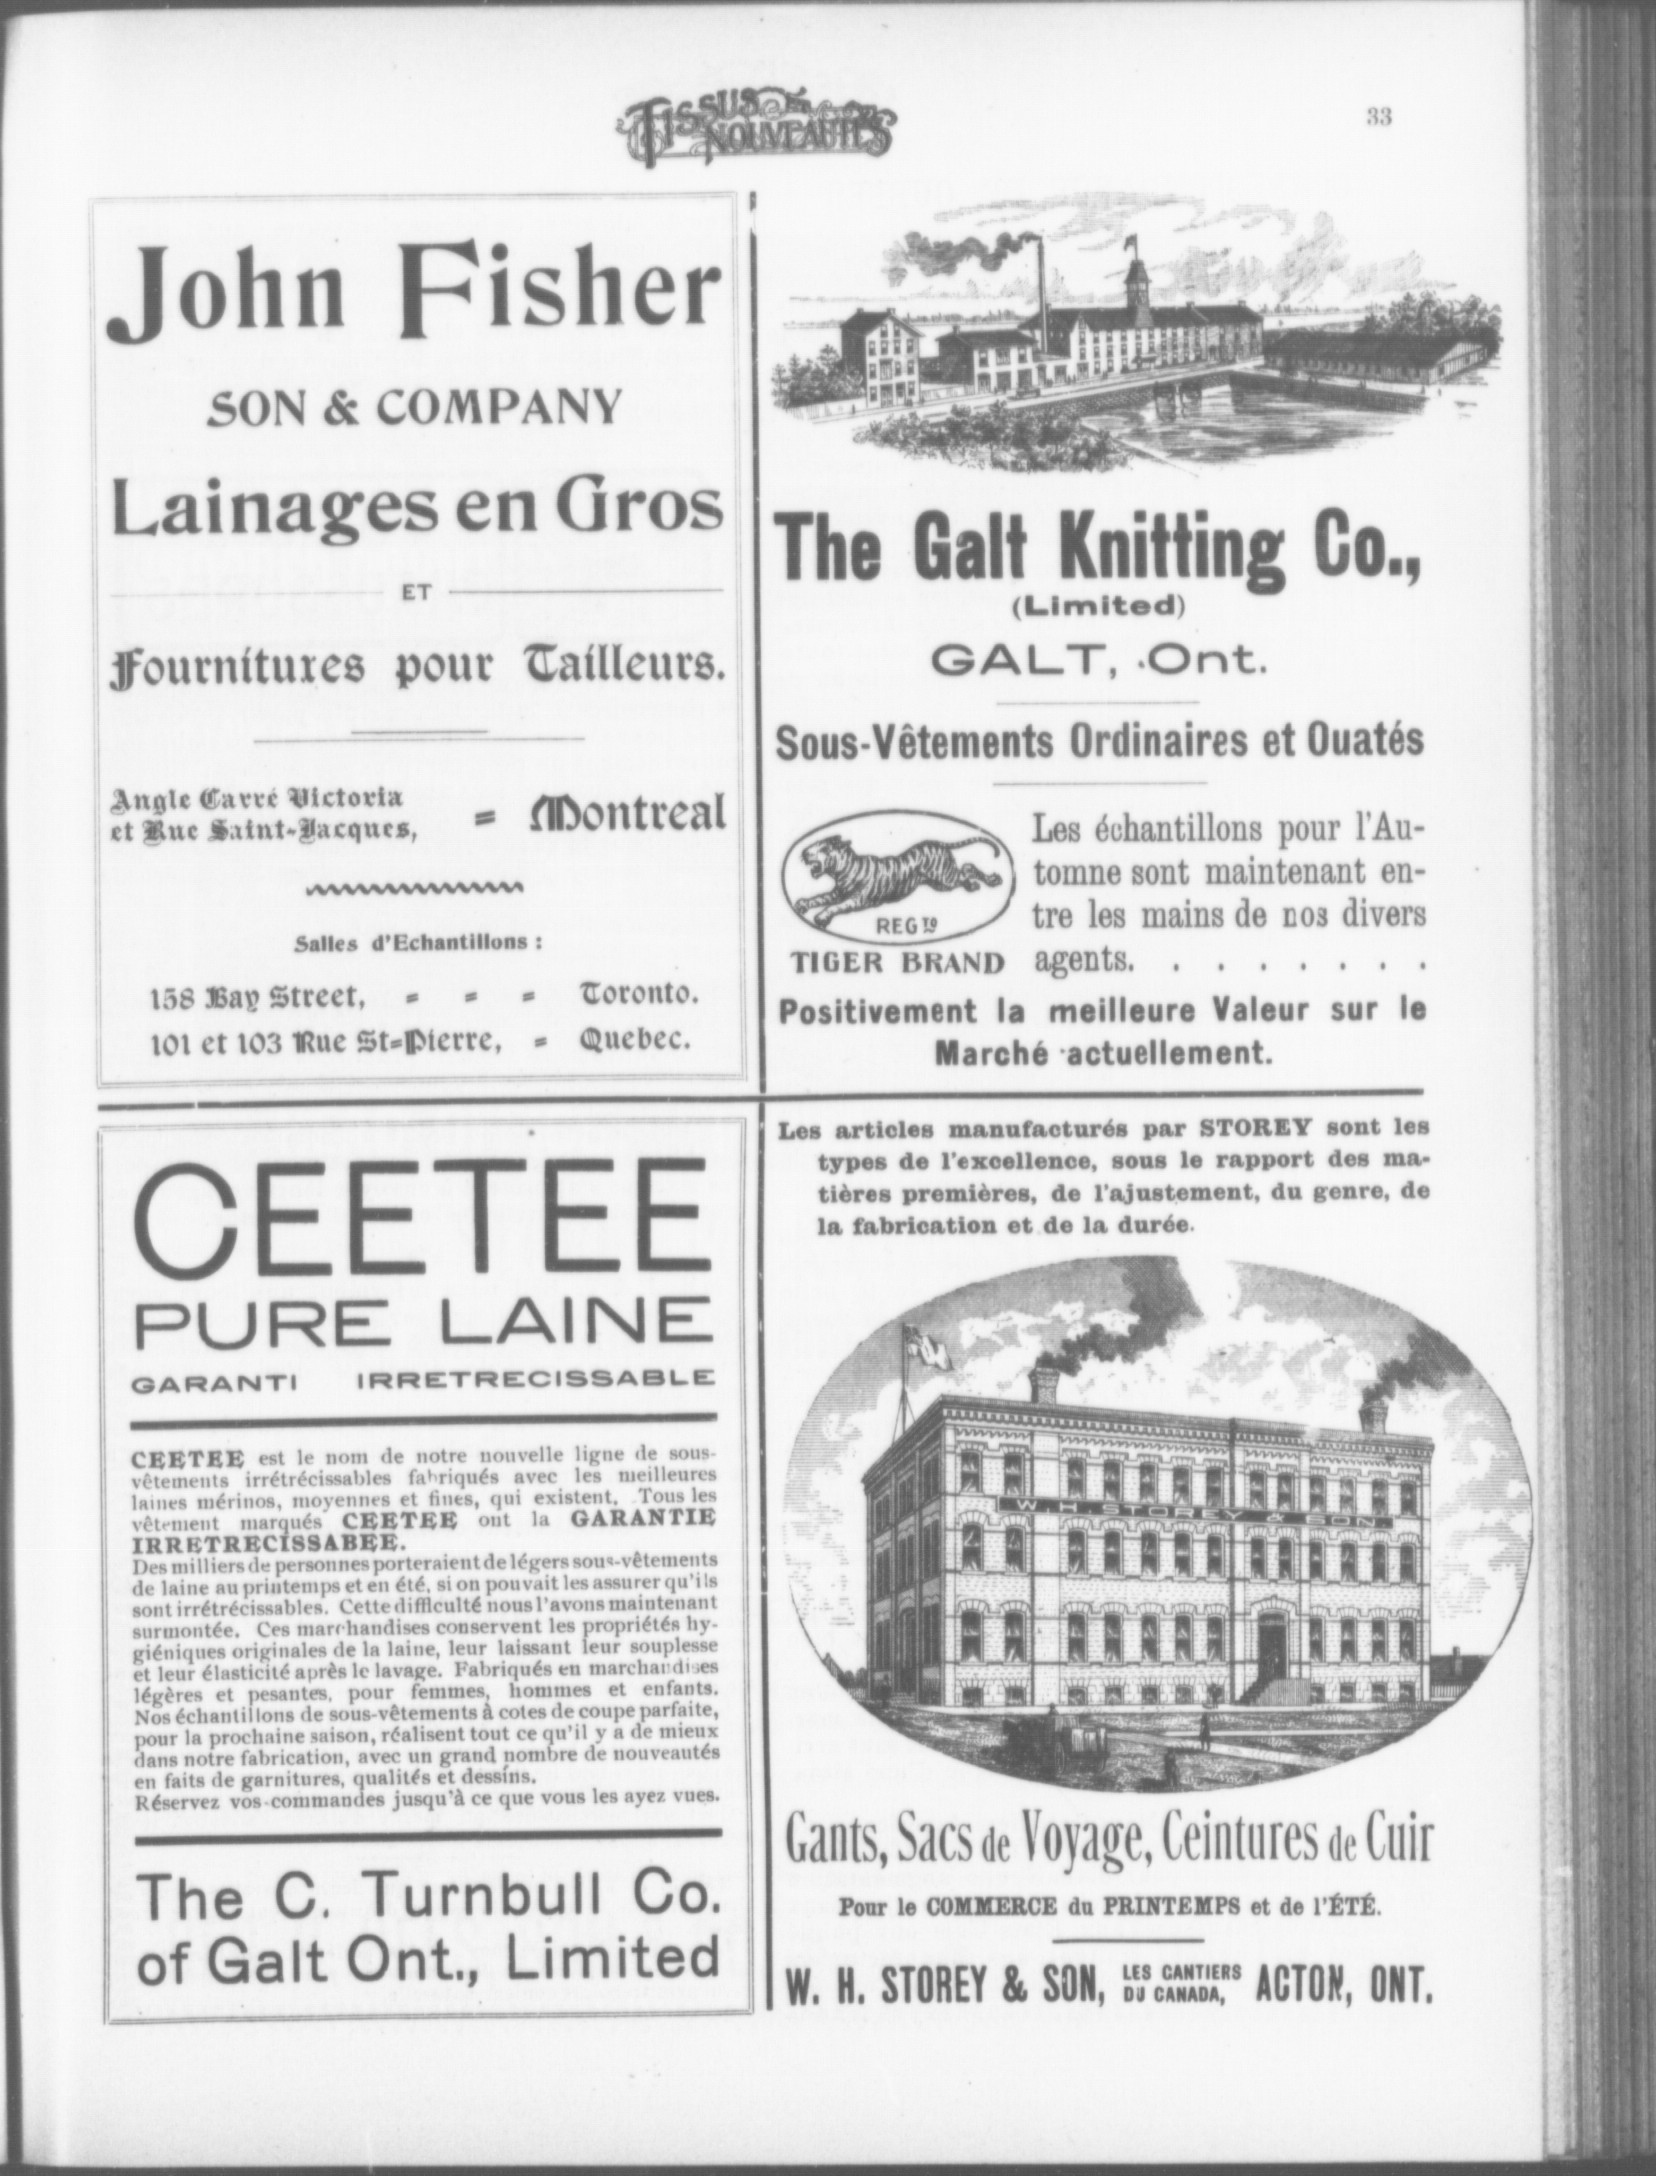 TISSUS
NOUVEAUTÉS
33
John Fisher
SON & COMPANY
Lainages en Gros
ET
Fournitures pour Tailleurs.
Angle Carré Victoria
et Rue Saint-Jacques,
= Montreal
Salles d'Echantillons :
158 Bay Street, = = = Toronto.
101 et 103 Rue St=Pierre, = Quebec.
The Galt Knitting Co.,
(Limited)
GALT, Ont.
Sous-Vêtements Ordinaires et Ouatés
REGTD
TIGER BRAND
Les échantillons pour l'Au-
tomne sont maintenant en-
tre les mains de nos divers
agents. . . . . . . .
Positivement la meilleure Valeur sur le
Marché actuellement.
CEETEE
PURE LAINE
GARANTI IRRETRECISSABLE
CEETEE est le nom de notre nouvelle ligne de sous-
vêtements irrétrécissables fabriqués avec les meilleures
laines mérinos, moyennes et fines, qui existent. Tous les
vêtement marqués CEETEE ont la GARANTIE
IRRETRECISSABEE.
Des milliers de personnes porteraient de légers sous-vêtements
de laine au printemps et en été, si on pouvait les assurer qu'ils
sont irrétrécissables. Cette difficulté nous l'avons maintenant
surmontée. Ces marchandises conservent les propriétés hy-
giéniques originales de la laine, leur laissant leur souplesse
et leur élasticité après le lavage. Fabriqués en marchandises
légères et pesantes, pour femmes, hommes et enfants.
Nos échantillons de sous-vêtements à cotes de coupe parfaite,
pour la prochaine saison, réalisent tout ce qu'il y a de mieux
dans notre fabrication, avec un grand nombre de nouveautés
en faits de garnitures, qualités et dessins.
Réservez vos commandes jusqu'à ce que vous les ayez vues.
The C. Turnbull Co.
of Galt Ont., Limited
Les articles manufacturés par STOREY sont les
types de l'excellence, sous le rapport des ma-
tières premières, de l'ajustement, du genre, de
la fabrication et de la durée.
W. H. STOREY & SON.
Gants, Sacs de Voyage, Ceintures de Cuir
Pour le COMMERCE du PRINTEMPS et de l'ÉTÉ.
W. H. STOREY & SON, LES GANTIERS DU CANADA, ACTON, ONT.